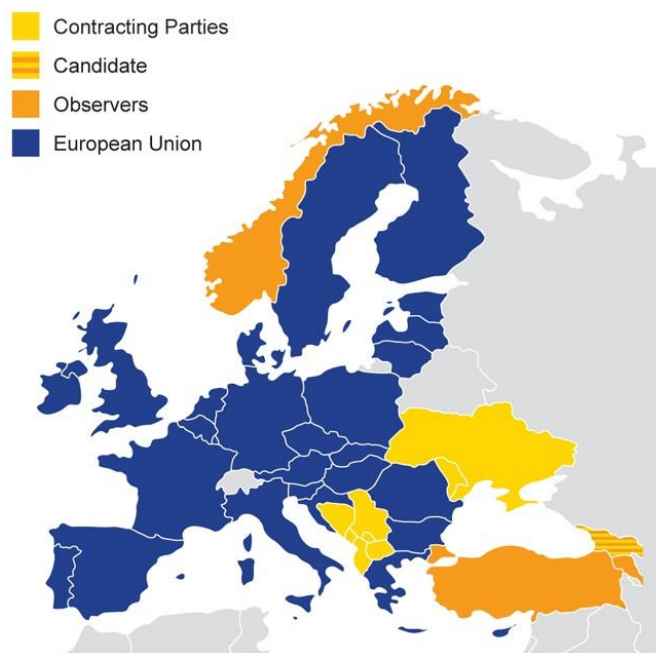 Contracting Parties
Candidate
Observers
European Union